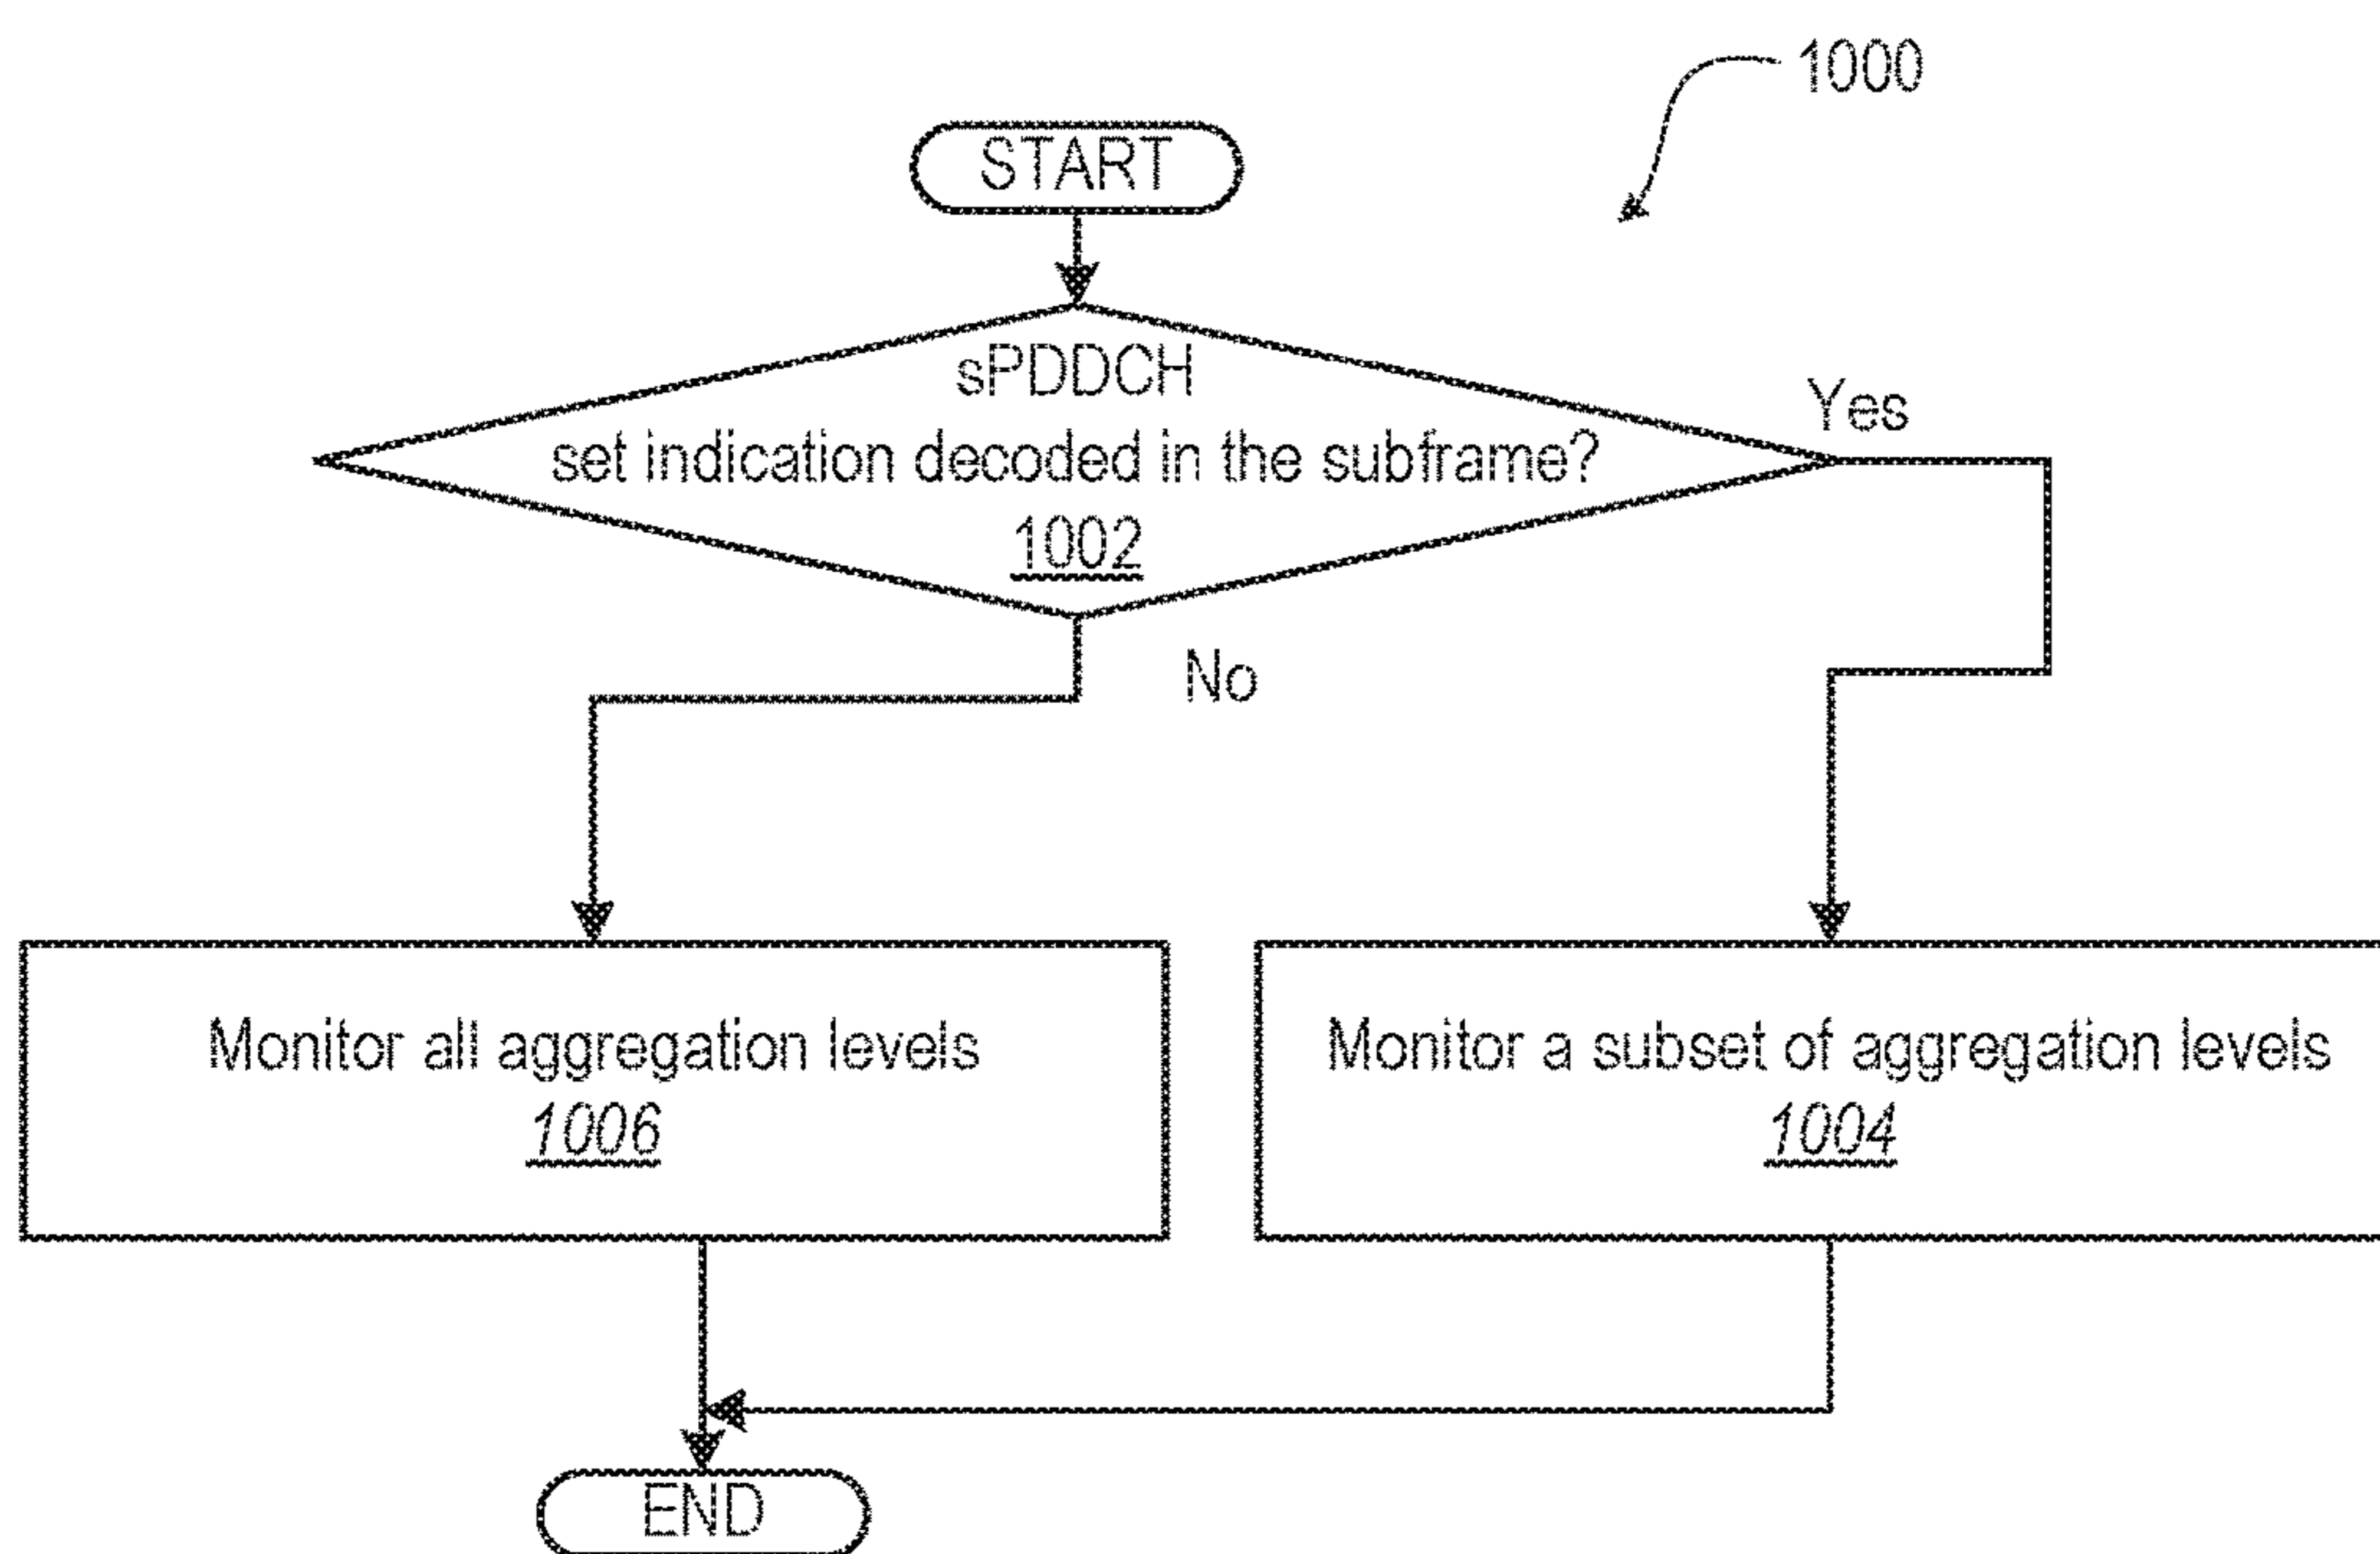 1000
START
sPDDCH
set indication decoded in the subframe?
1002
Yes
No
Monitor all aggregation levels
1006
Monitor a subset of aggregation levels
1004
END